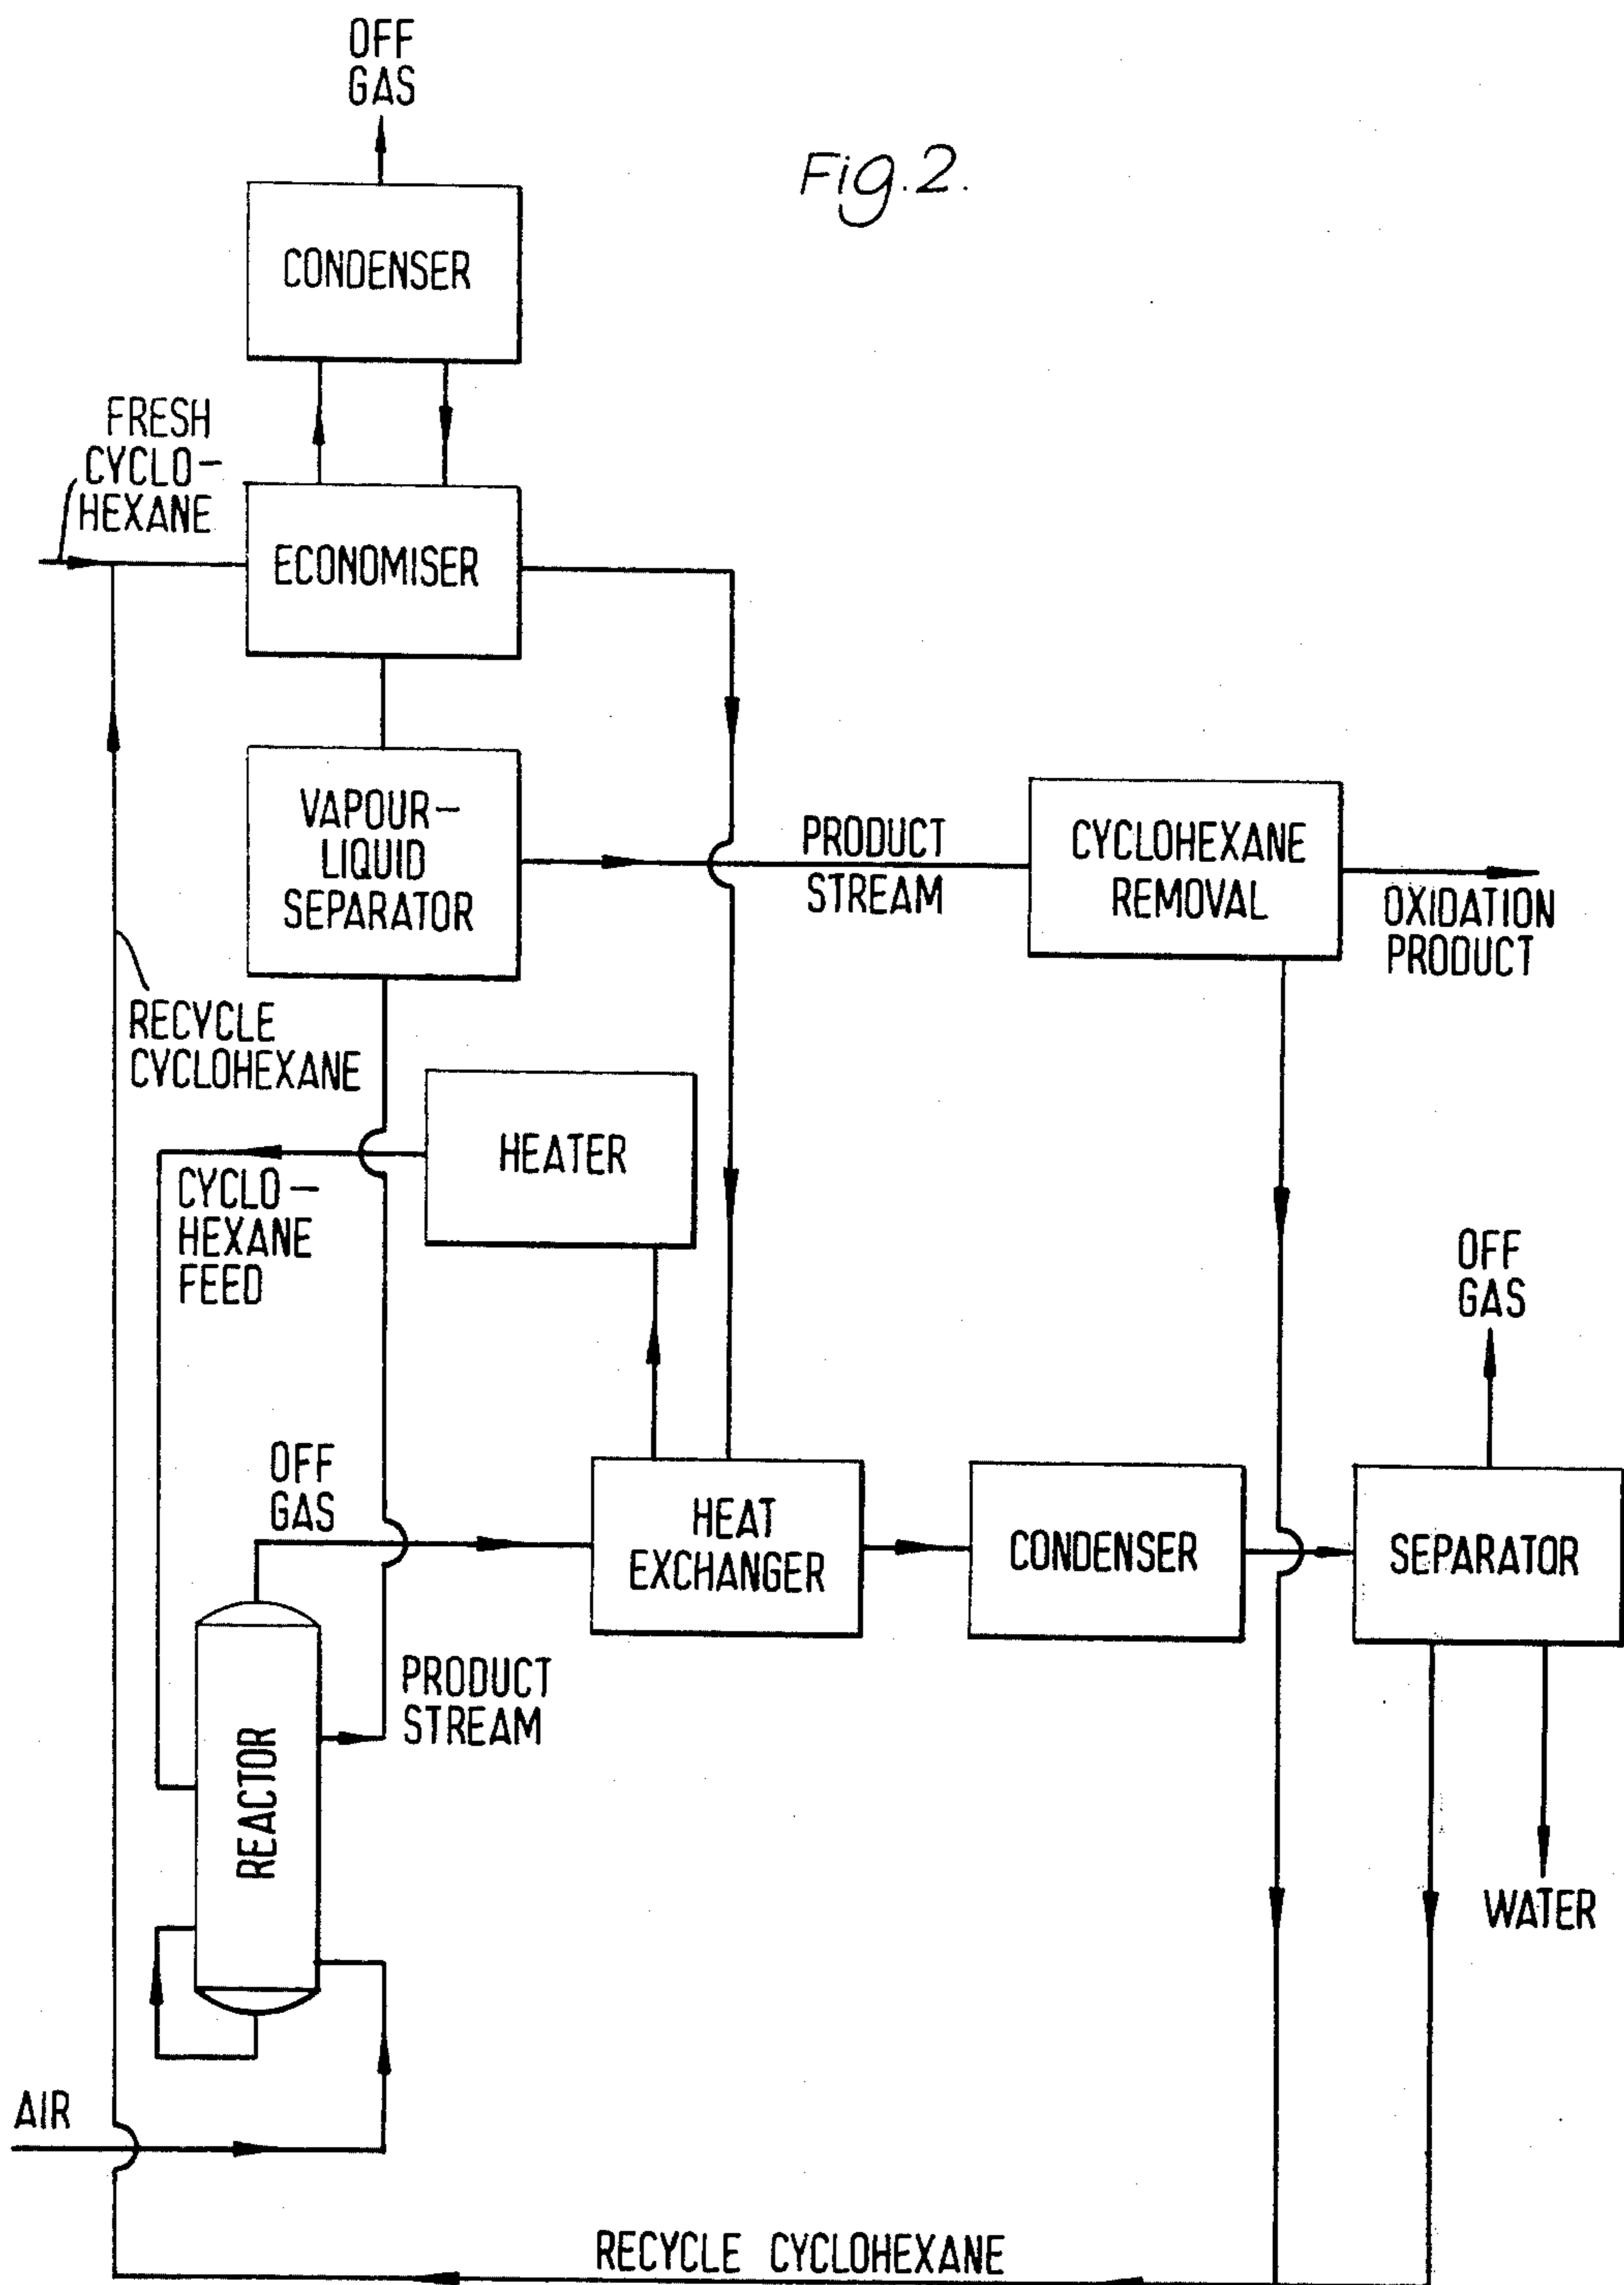 OFF
GAS
Fig.2.
CONDENSER
FRESH
CYCLO-
HEXANE
ECONOMISER
VAPOUR-
LIQUID
SEPARATOR
PRODUCT
STREAM
CYCLOHEXANE
REMOVAL
OXIDATION
PRODUCT
RECYCLE
CYCLOHEXANE
HEATER
CYCLO-
HEXANE
FEED
OFF
GAS
OFF
GAS
HEAT
EXCHANGER
CONDENSER
SEPARATOR
PRODUCT
STREAM
REACTOR
WATER
AIR
RECYCLE CYCLOHEXANE